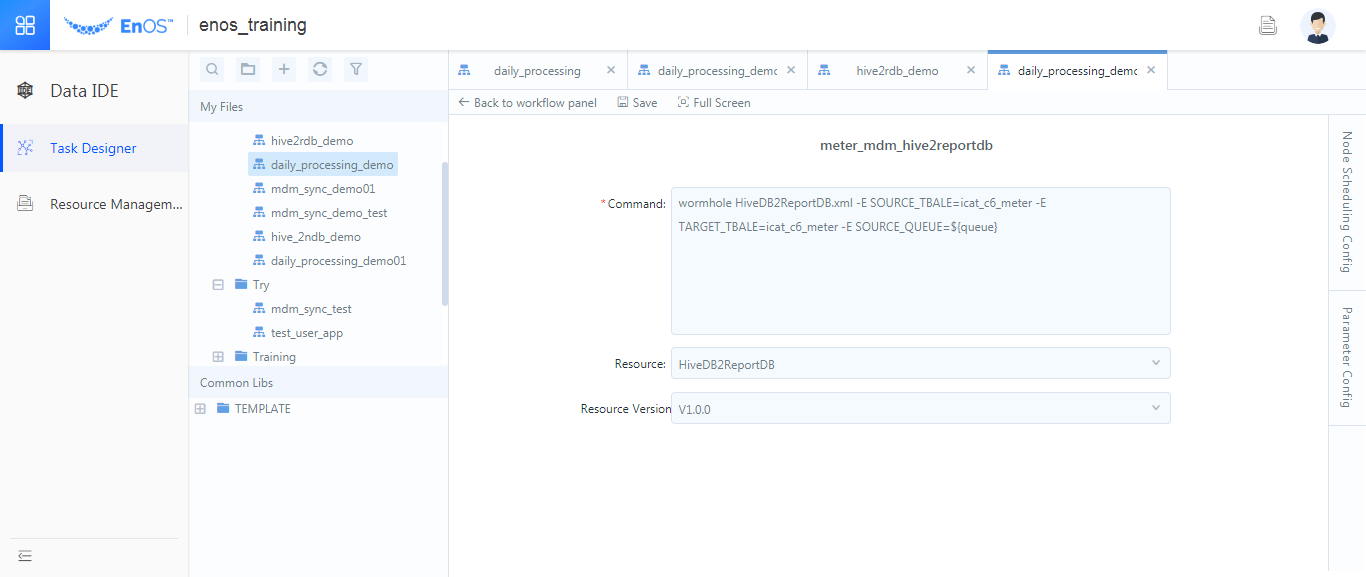 EnOS™
enos_training
Data IDE
Task Designer
Resource Managem...
My Files
hive2rdb_demo
daily_processing_demo
mdm_sync_demo01
mdm_sync_demo_test
hive_2ndb_demo
daily_processing_demo01
Try
mdm_sync_test
test_user_app
Training
Common Libs
TEMPLATE
daily_processing
daily_processing_demo
hive2rdb_demo
daily_processing_demo
Back to workflow panel
Save
Full Screen
meter_mdm_hive2reportdb
*Command:
wormhole HiveDB2ReportDB.xml -E SOURCE_TBALE=icat_c6_meter -E
TARGET_TBALE=icat_c6_meter -E SOURCE_QUEUE=${queue}
Resource:
HiveDB2ReportDB
Resource Version
V1.0.0
Node Scheduling Config
Parameter Config